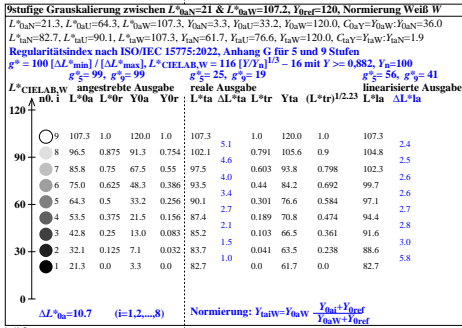 9stufige Grauskalierung zwischen L*0aN=21 & L*0aW=107.2, Y0ref=120, Normierung Weiß W
L*0aN=21.3, L*0aU=64.3, L*0aW=107.3, Y0aN=3.3, Y0aU=33.2, Y0aW=120.0, C0aY=Y0aW:Y0aN=36.0
L*taN=82.7, L*taU=90.1, L*taW=107.3, YtaN=61.7, YtaU=76.6, YtaW=120.0, CtaY=YtaW:YtaN=1.9
Regularitätsindex nach ISO/IEC 15775:2022, Anhang G für 5 und 9 Stufen
g* = 100 [ΔL*min] / [ΔL*max], L*CIELAB,W = 116 [Y/Yn]^1/3 − 16 mit Y >= 0,882, Yn=100
g*5= 99, g*9= 99 g*5= 25, g*9= 19 g*5= 56, g*9= 41
L*CIELAB,W angestrebte Ausgabe reale Ausgabe linearisierte Ausgabe
n0. i L*0a L*0r Y0a Y0r L*ta ΔL*ta L*tr Yta (L*tr)^1/2.23 L*la ΔL*la
120
9 107.3 1.0 120.0 1.0 107.3 1.0 120.0 1.0 107.3
5.1 2.4
8 96.5 0.875 91.3 0.754 102.1 0.791 105.6 0.9 104.8
90
4.6 2.5
7 85.8 0.75 67.5 0.55 97.5 0.603 93.8 0.798 102.3
4.0 2.5
6 75.0 0.625 48.3 0.386 93.5 0.44 84.2 0.692 99.7
3.4 2.6
60
5 64.3 0.5 33.2 0.256 90.1 0.301 76.6 0.584 97.1
2.7 2.7
4 53.5 0.375 21.5 0.156 87.4 0.189 70.8 0.474 94.4
2.1 2.8
3 42.8 0.25 13.0 0.083 85.2 0.103 66.5 0.361 91.6
1.5 3.0
30
2 32.1 0.125 7.1 0.032 83.7 0.041 63.5 0.238 88.6
1.0 5.8
1 21.3 0.0 3.3 0.0 82.7 0.0 61.7 0.0 82.7
0
ΔL*0a=10.7 (i=1,2,...,8) Normierung: YtaiW=Y0aW (Y0ai+Y0ref)/(Y0aW+Y0ref)